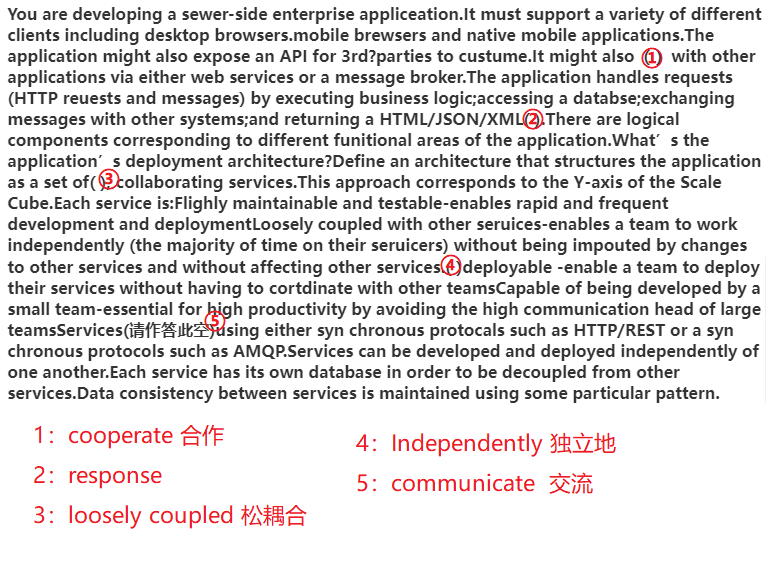 You are developing a sewer-side enterprise appliceation.It must support a variety of different
clients including desktop browsers.mobile brewsers and native mobile applications.The
application might also expose an API for 3rd?parties to custume.It might also ① with other
applications via either web services or a message broker.The application handles requests
(HTTP reuests and messages) by executing business logic;accessing a databse;exchanging
messages with other systems;and returning a HTML/JSON/XML②.There are logical
components corresponding to different funitional areas of the application.What’s the
application’s deployment architecture?Define an architecture that structures the application
as a set of( ③ collaborating services.This approach corresponds to the Y-axis of the Scale
Cube.Each service is:Flighly maintainable and testable-enables rapid and frequent
development and deploymentLoosely coupled with other seruices-enables a team to work
independently (the majority of time on their seruicers) without being impouted by changes
to other services and without affecting other services.④deployable -enable a team to deploy
their services without having to cortdinate with other teamsCapable of being developed by a
small team-essential for high productivity by avoiding the high communication head of large
teamsServices(请作答此空)⑤using either syn chronous protocals such as HTTP/REST or a syn
chronous protocols such as AMQP.Services can be developed and deployed independently of
one another.Each service has its own database in order to be decoupled from other
services.Data consistency between services is maintained using some particular pattern.
1：cooperate 合作
2：response
3：loosely coupled 松耦合
4：Independently 独立地
5：communicate 交流